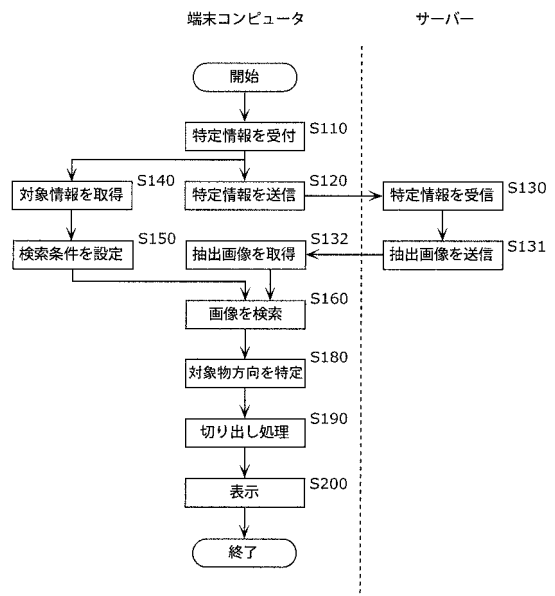 端末コンピュータ
サーバー
開始
S110
特定情報を受付
S140
対象情報を取得
S120
特定情報を送信
S130
特定情報を受信
S150
検索条件を設定
S132
抽出画像を取得
S131
抽出画像を送信
S160
画像を検索
S180
対象物方向を特定
S190
切り出し処理
S200
表示
終了